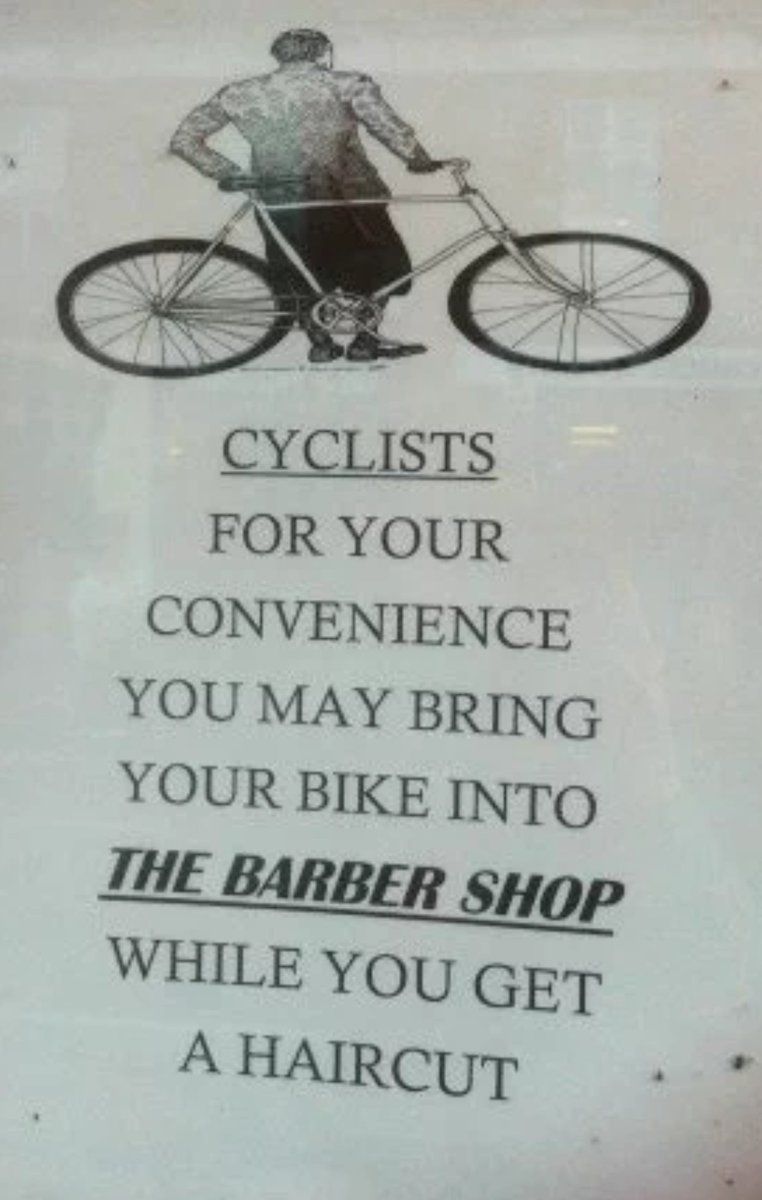 CYCLISTS
FOR YOUR
CONVENIENCE
YOU MAY BRING
YOUR BIKE INTO
THE BARBER SHOP
WHILE YOU GET
A HAIRCUT